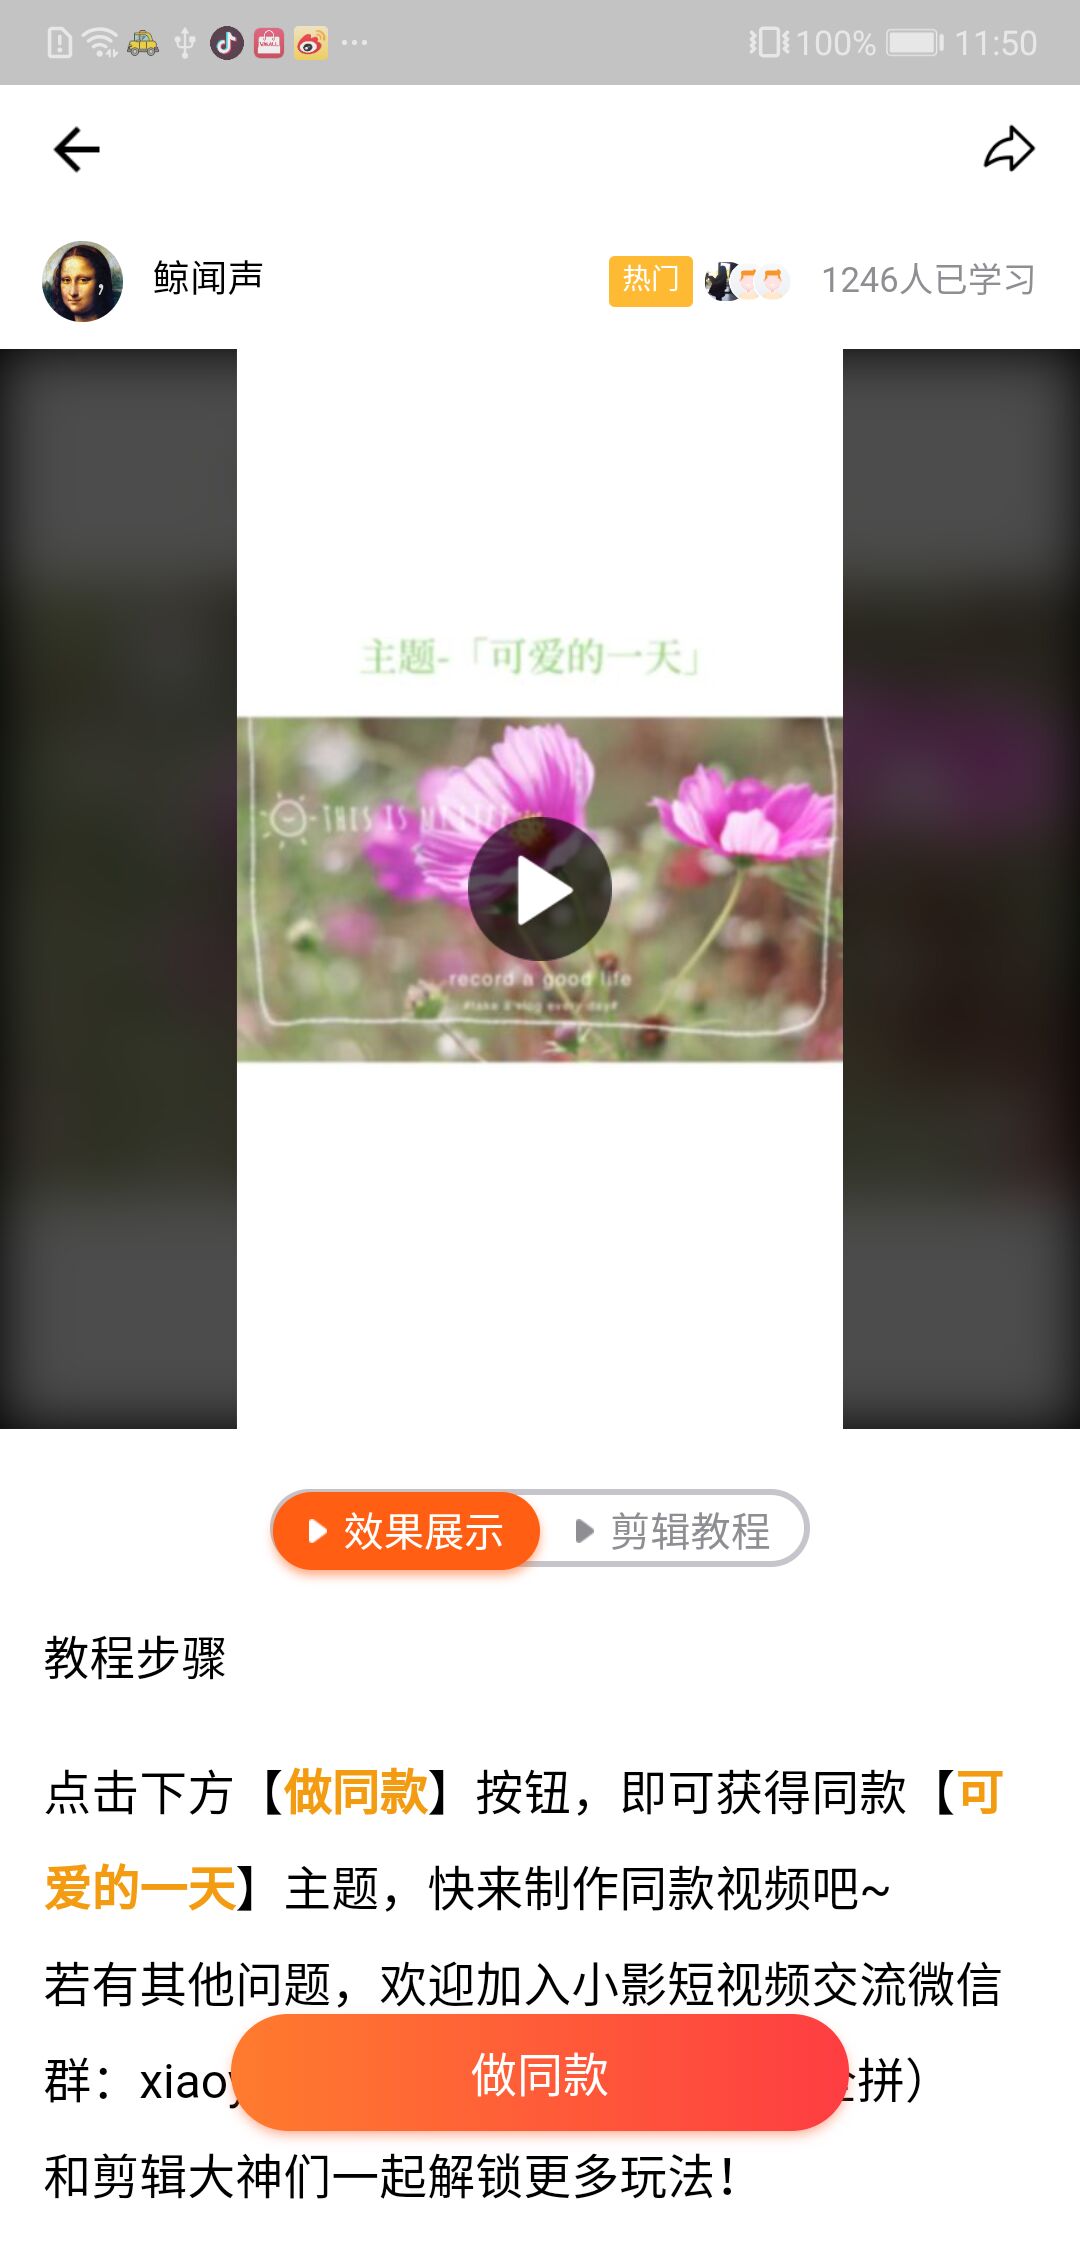 100% 11:50
鲸闻声 热门 1246人已学习
主题-「可爱的一天」
THIS IS MY LIFE
record a good life
#take a vlog every day#
效果展示 剪辑教程
教程步骤
点击下方【做同款】按钮，即可获得同款【可
爱的一天】主题，快来制作同款视频吧~
若有其他问题，欢迎加入小影短视频交流微信
群：xiaoy 拼）
做同款
和剪辑大神们一起解锁更多玩法！